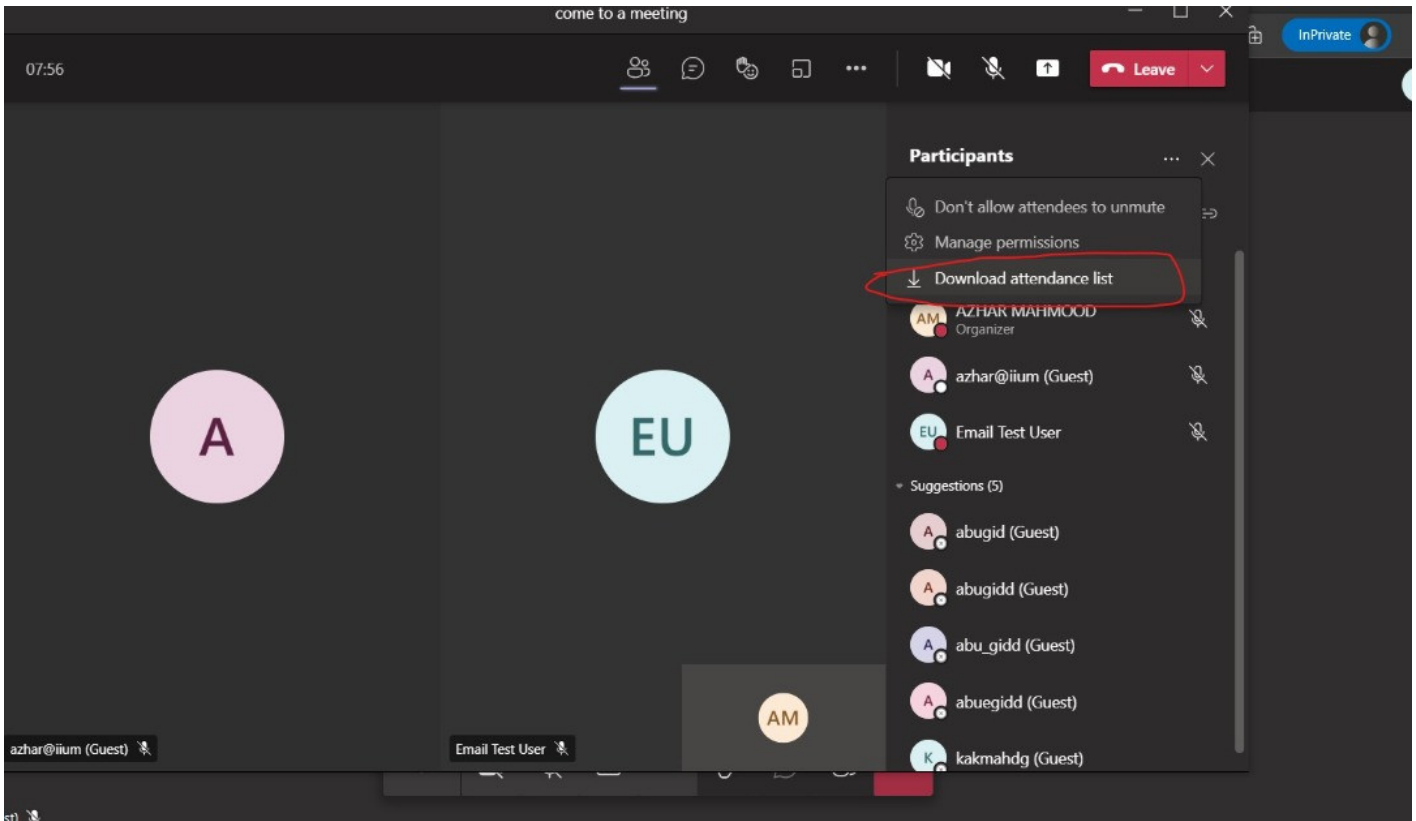 come to a meeting
InPrivate
07:56
Leave
Participants
Don't allow attendees to unmute
Manage permissions
Download attendance list
AM
AZHAR MAHMOOD
Organizer
A
azhar@iium (Guest)
EU
Email Test User
Suggestions (5)
A
abugid (Guest)
A
abugidd (Guest)
A
abu_gidd (Guest)
A
abuegidd (Guest)
K
kakmahdg (Guest)
A
EU
AM
azhar@iium (Guest)
Email Test User